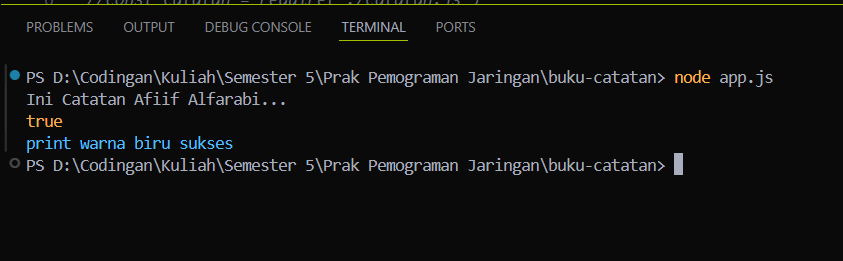 PROBLEMS OUTPUT DEBUG CONSOLE TERMINAL PORTS
PS D:\Codingan\Kuliah\Semester 5\Prak Pemograman Jaringan\buku-catatan> node app.js
Ini Catatan Afiif Alfarabi...
true
print warna biru sukses
PS D:\Codingan\Kuliah\Semester 5\Prak Pemograman Jaringan\buku-catatan>